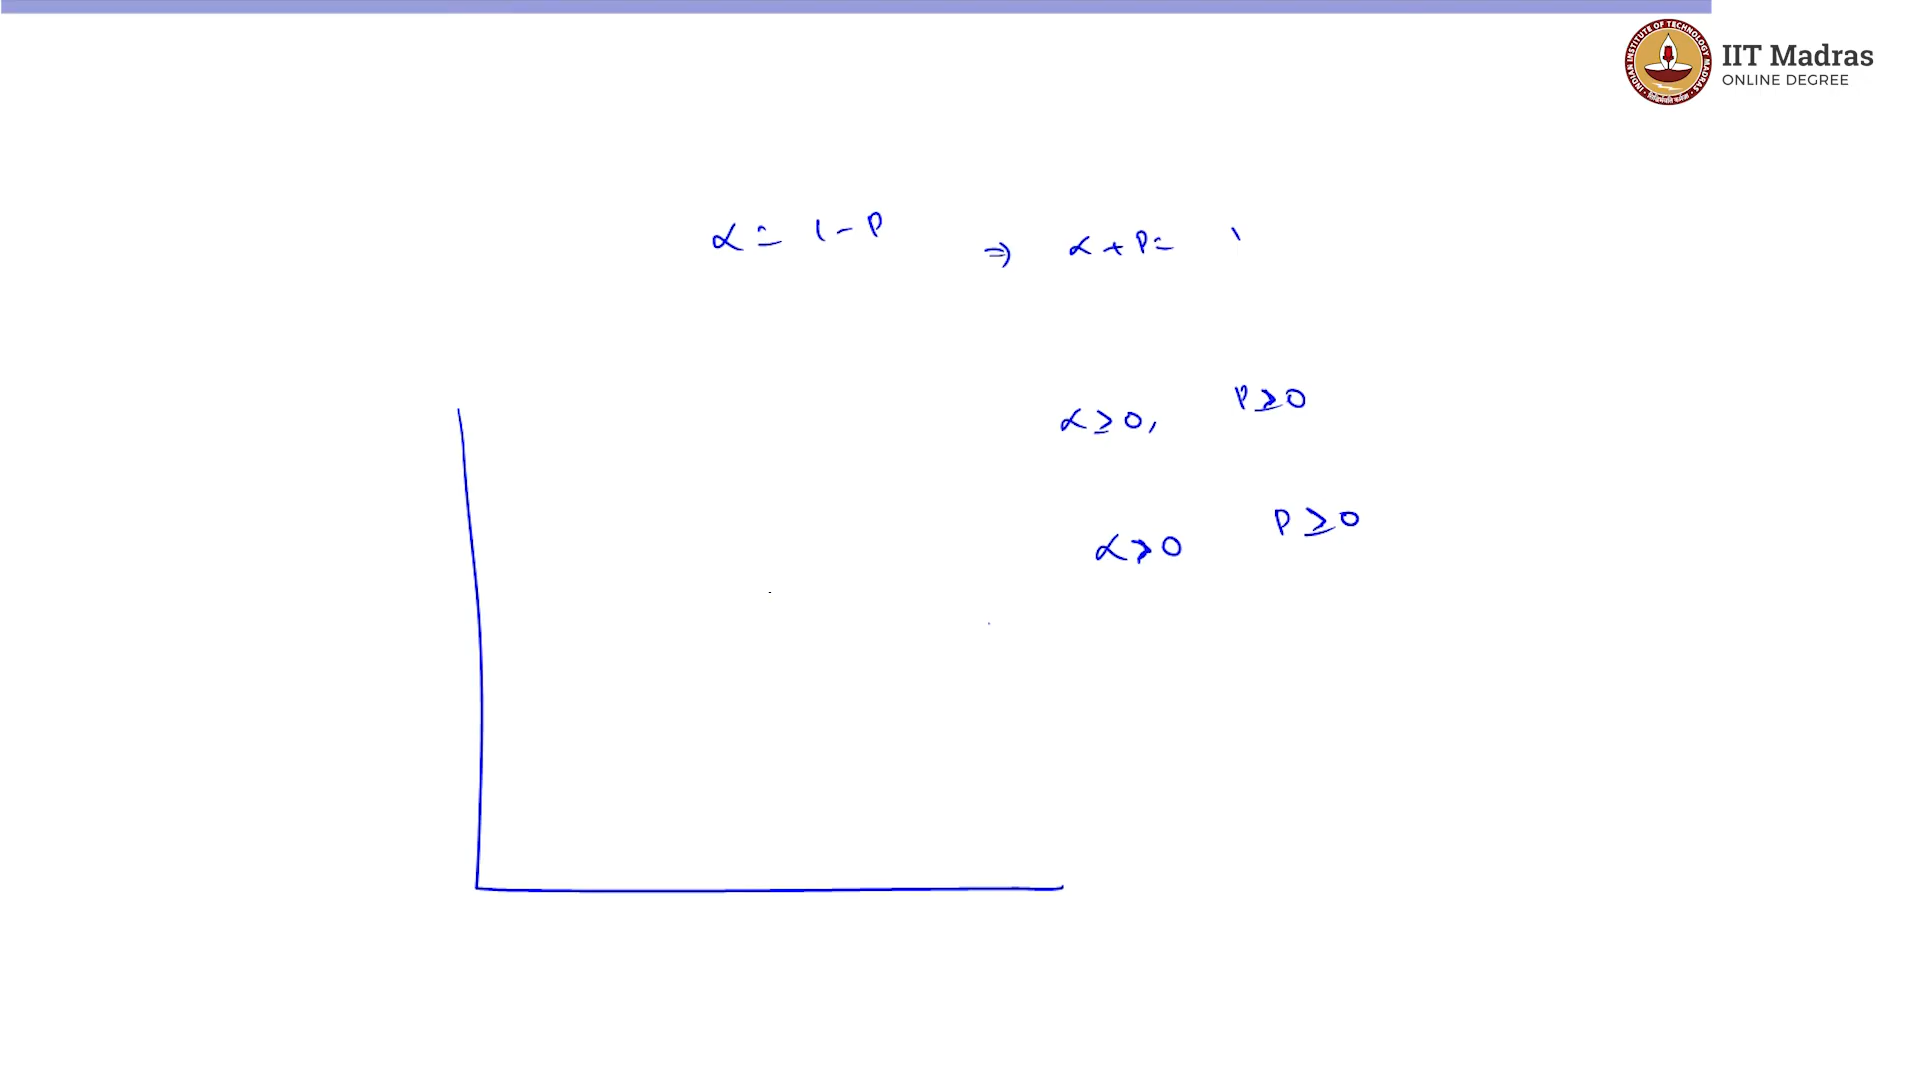 IIT Madras
ONLINE DEGREE
α = 1 - P ⇒ α + P = 1
α ≥ 0, P ≥ 0
α ≥ 0 P ≥ 0